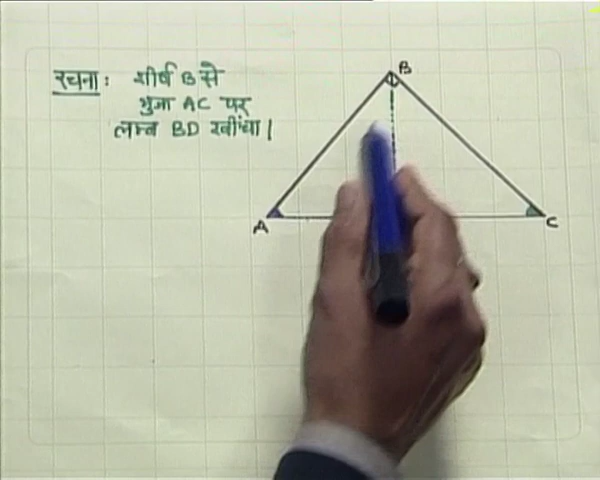 रचना: शीर्ष B से
भुजा AC पर
लम्ब BD खींचा।
B
A
C